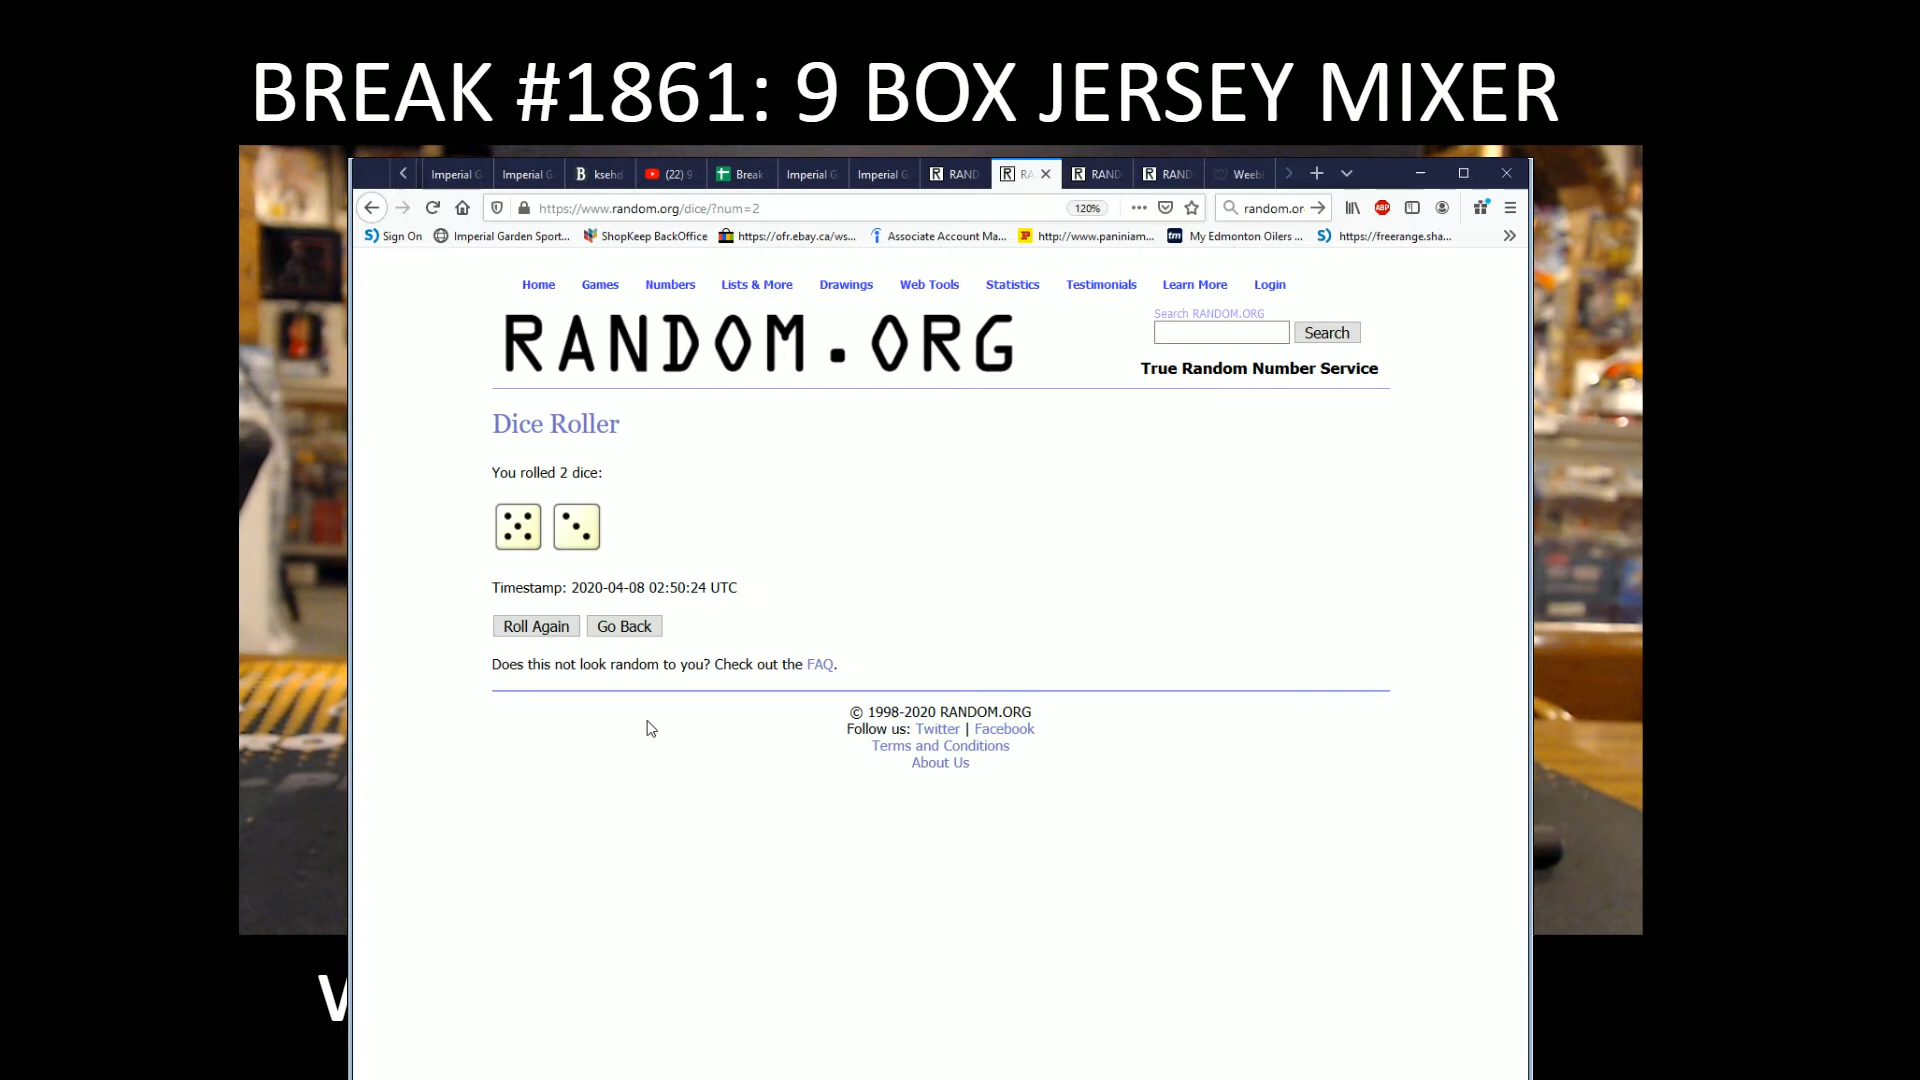 BREAK #1861: 9 BOX JERSEY MIXER
Imperial G
Imperial G
ksehd
(22) 9
Break
Imperial G
Imperial G
RAND
RA
RAND
RAND
Weebl
https://www.random.org/dice/?num=2
120%
random.or
ABP
Sign On
Imperial Garden Sport...
ShopKeep BackOffice
https://ofr.ebay.ca/ws...
Associate Account Ma...
http://www.paniniam...
tm
My Edmonton Oilers ...
https://freerange.sha...
Home Games Numbers Lists & More Drawings Web Tools Statistics Testimonials Learn More Login
RANDOM.ORG
Search RANDOM.ORG
Search
True Random Number Service
Dice Roller
You rolled 2 dice:
Timestamp: 2020-04-08 02:50:24 UTC
Roll Again
Go Back
Does this not look random to you? Check out the FAQ.
© 1998-2020 RANDOM.ORG
Follow us: Twitter | Facebook
Terms and Conditions
About Us